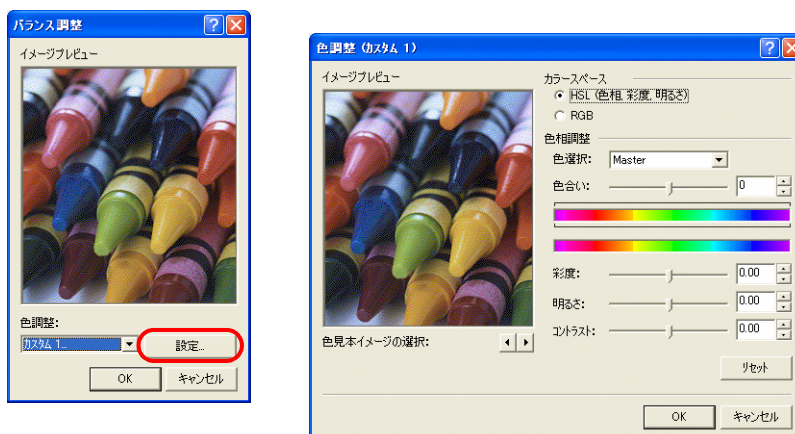 バランス調整
イメージプレビュー
色調整:
カスタム 1...
設定...
OK
キャンセル
色調整 (カスタム 1)
イメージプレビュー
色見本イメージの選択:
カラースペース
HSL (色相, 彩度, 明るさ)
RGB
色相調整
色選択:
Master
色合い:
0
彩度:
0.00
明るさ:
0.00
コントラスト:
0.00
リセット
OK
キャンセル